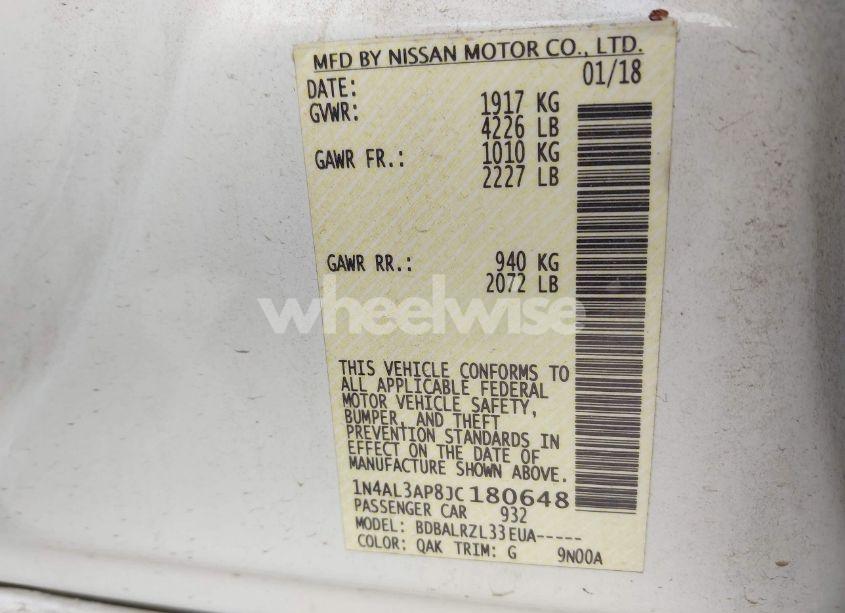 MFD BY NISSAN MOTOR CO., LTD.
DATE: 01/18
GVWR: 1917 KG
4226 LB
GAWR FR.: 1010 KG
2227 LB
GAWR RR.: 940 KG
2072 LB
wheelwise
THIS VEHICLE CONFORMS TO
ALL APPLICABLE FEDERAL
MOTOR VEHICLE SAFETY,
BUMPER, AND THEFT
PREVENTION STANDARDS IN
EFFECT ON THE DATE OF
MANUFACTURE SHOWN ABOVE.
1N4AL3AP8JC180648
PASSENGER CAR 932
MODEL: BDBALRZL33EUA-----
COLOR: QAK TRIM: G 9N00A